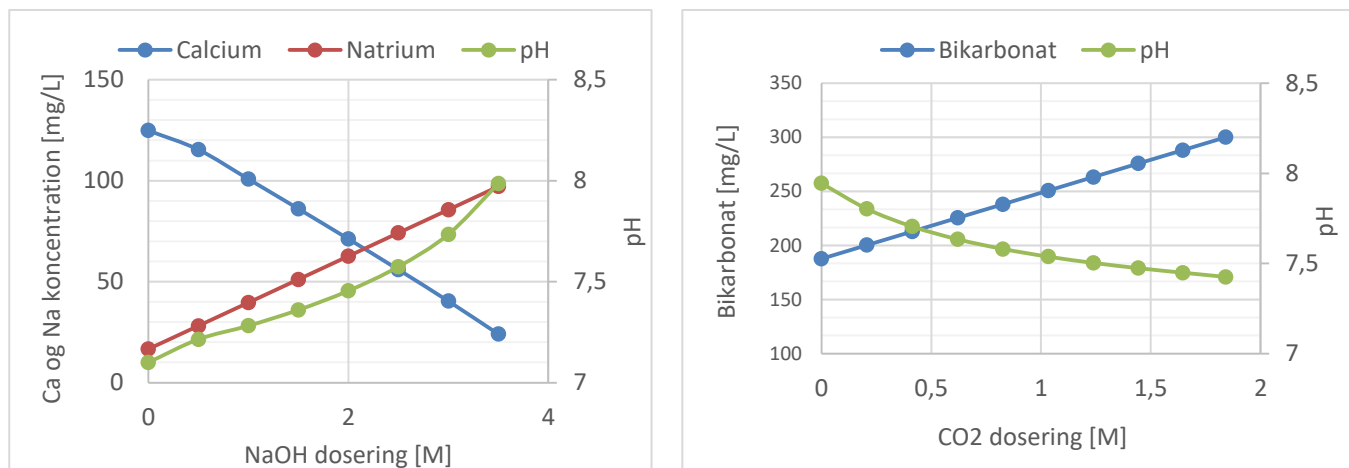 Calcium Natrium pH
150
100
50
0
Ca og Na koncentration [mg/L]
8,5
8
7,5
7
pH
0 2 4
NaOH dosering [M]
Bikarbonat pH
350
300
250
200
150
100
Bikarbonat [mg/L]
8,5
8
7,5
7
pH
0 0,5 1 1,5 2
CO2 dosering [M]